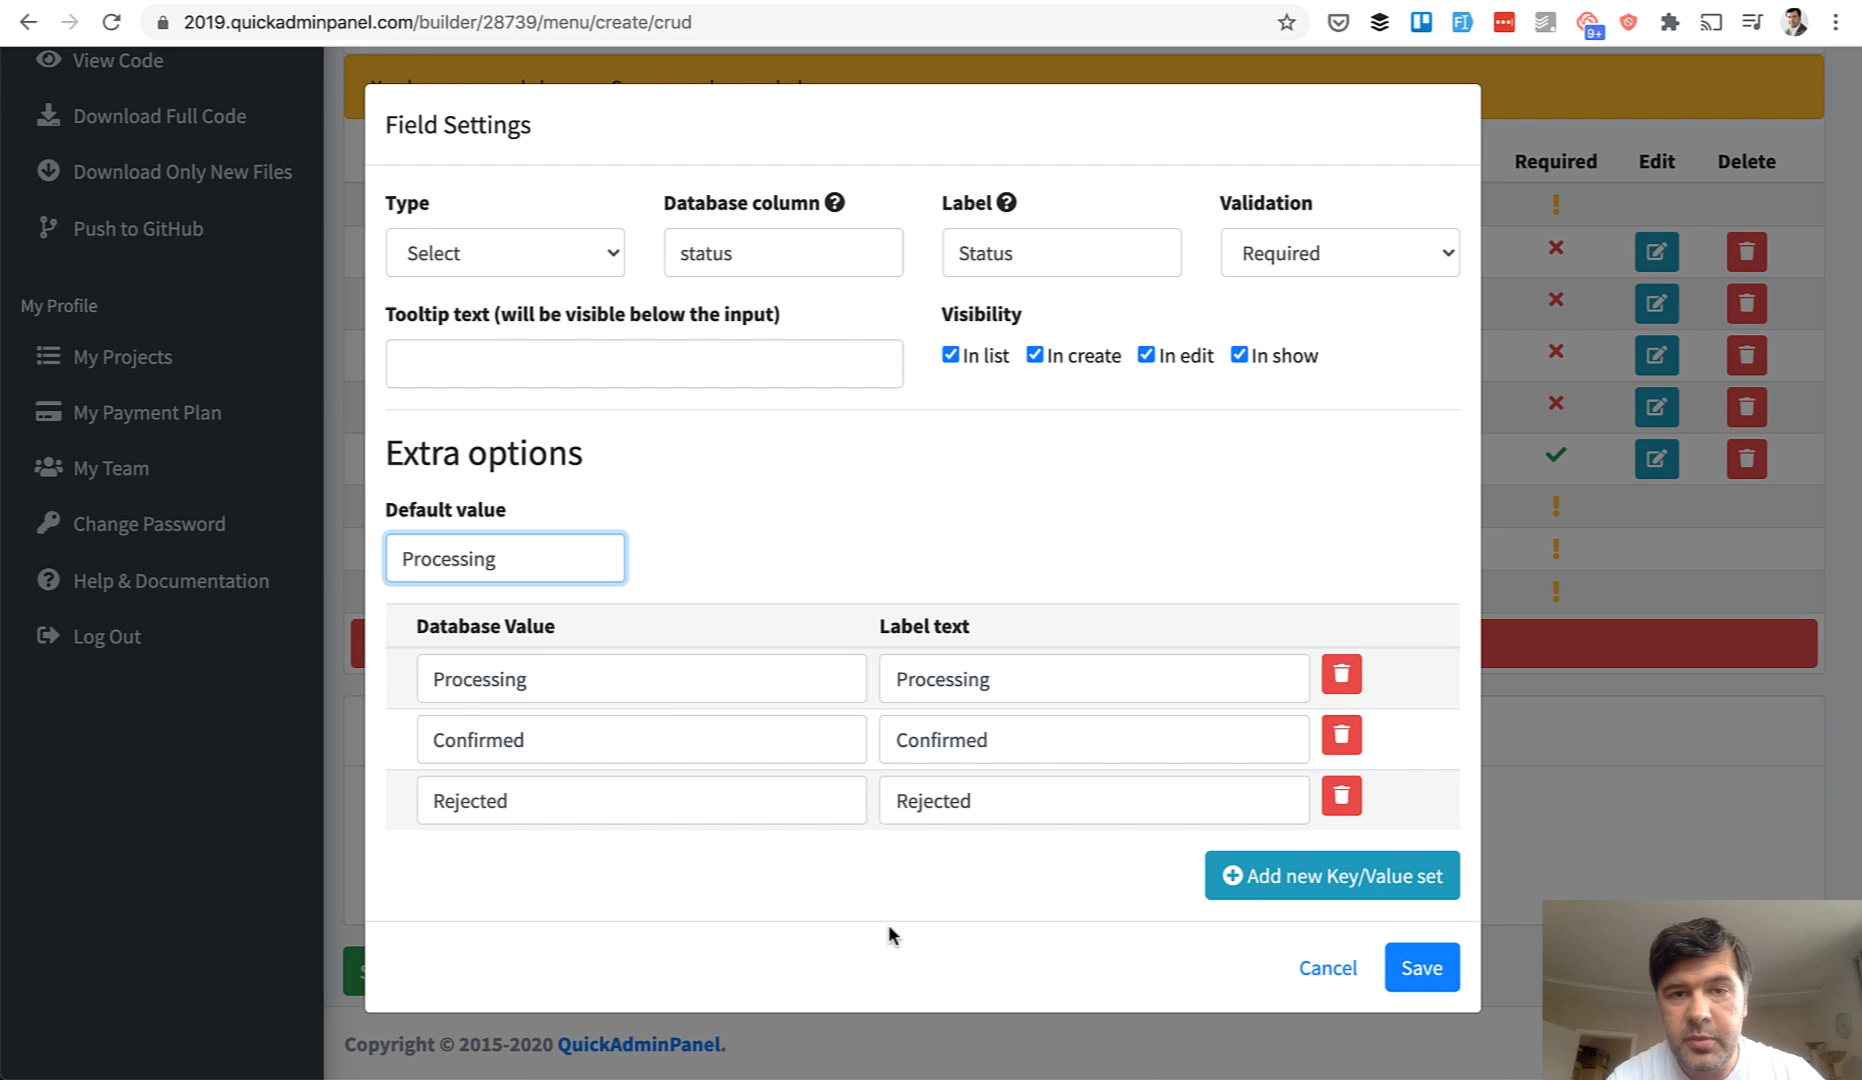 2019.quickadminpanel.com/builder/28739/menu/create/crud
9+
View Code
Download Full Code
Download Only New Files
Push to GitHub
My Profile
My Projects
My Payment Plan
My Team
Change Password
Help & Documentation
Log Out
Required Edit Delete
Field Settings
Type Database column Label Validation
Select status Status Required
Tooltip text (will be visible below the input) Visibility
In list In create In edit In show
Extra options
Default value
Processing
Database Value Label text
Processing Processing
Confirmed Confirmed
Rejected Rejected
Add new Key/Value set
Cancel Save
Copyright © 2015-2020 QuickAdminPanel.